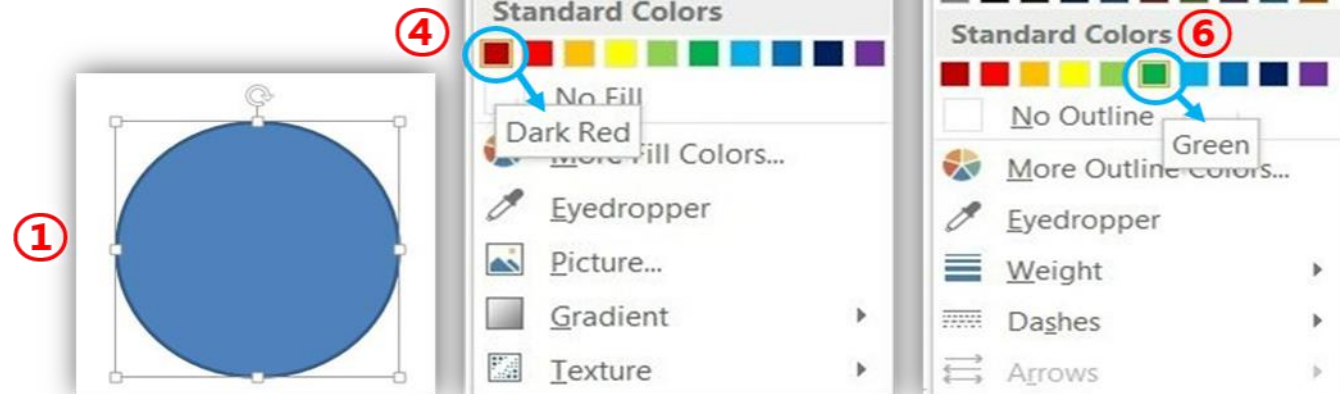 ①
④
Standard Colors
No Fill
Dark Red
More Fill Colors...
Eyedropper
Picture...
Gradient
Texture
Standard Colors ⑥
No Outline
Green
More Outline Colors...
Eyedropper
Weight
Dashes
Arrows